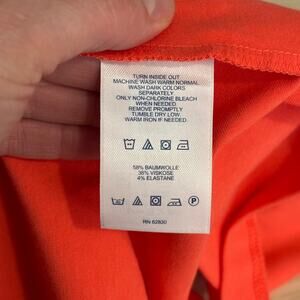 TURN INSIDE OUT.
MACHINE WASH WARM NORMAL
WASH DARK COLORS
SEPARATELY
ONLY NON-CHLORINE BLEACH
WHEN NEEDED.
REMOVE PROMPTLY
TUMBLE DRY LOW.
WARM IRON IF NEEDED.
58% BAUMWOLLE
38% VISKOSE
4% ELASTANE
P
RN 62830